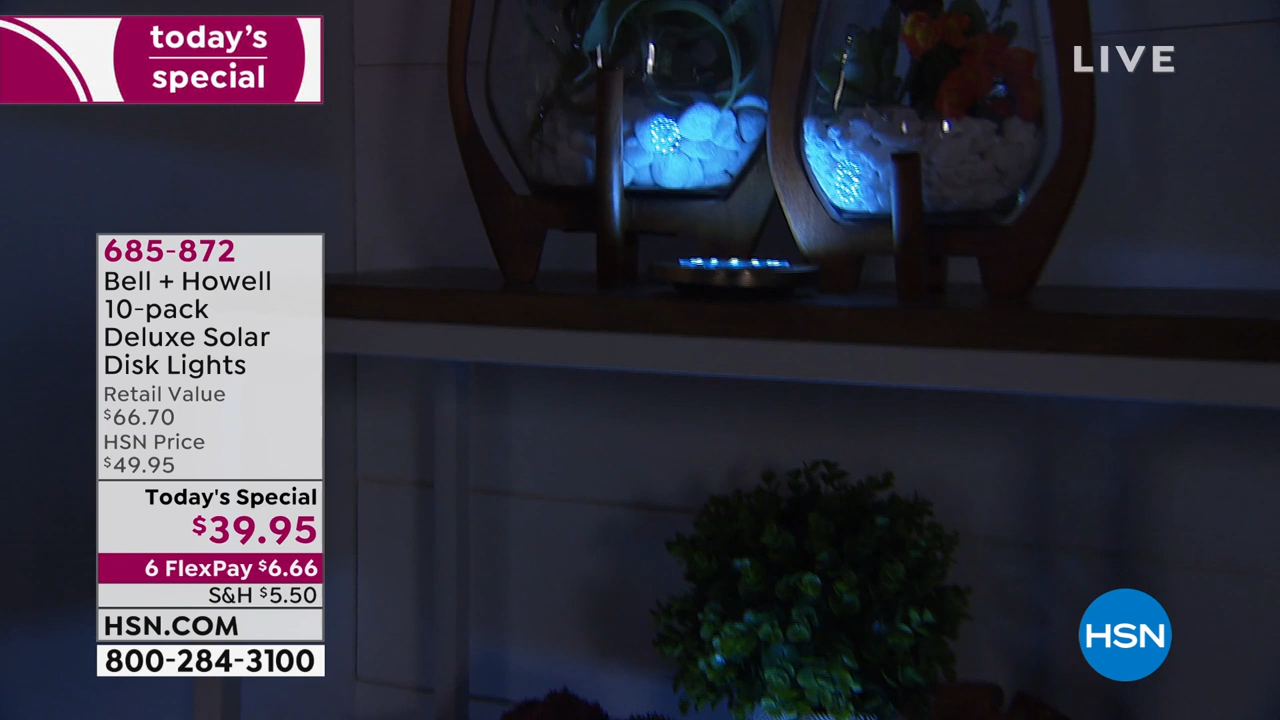 today's
special
LIVE
685-872
Bell + Howell
10-pack
Deluxe Solar
Disk Lights
Retail Value
$66.70
HSN Price
$49.95
Today's Special
$39.95
6 FlexPay $6.66
S&H $5.50
HSN.COM
800-284-3100
HSN